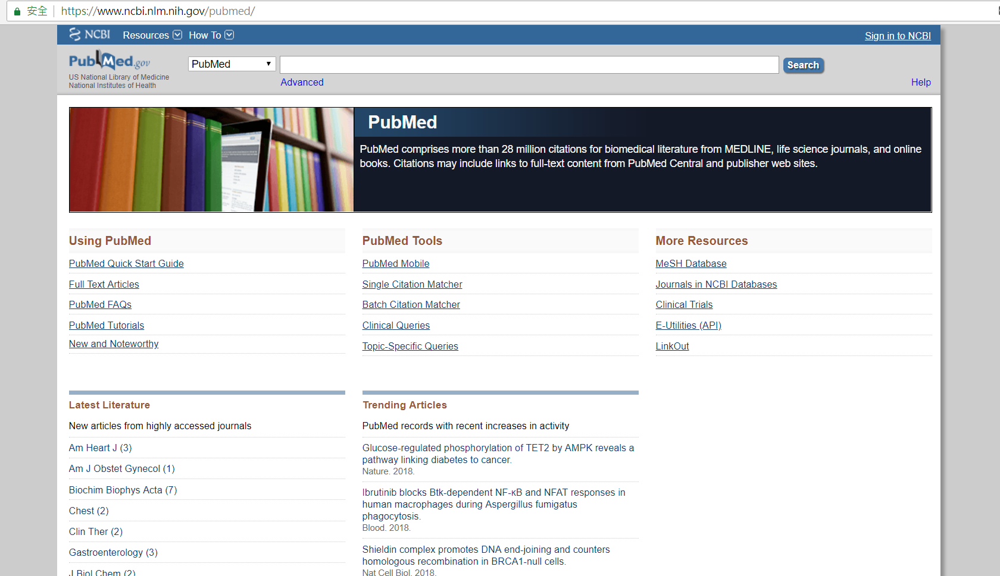 安全 https://www.ncbi.nlm.nih.gov/pubmed/
NCBI Resources How To Sign in to NCBI
PubMed.gov
US National Library of Medicine
National Institutes of Health
PubMed Search
Advanced Help
PubMed
PubMed comprises more than 28 million citations for biomedical literature from MEDLINE, life science journals, and online
books. Citations may include links to full-text content from PubMed Central and publisher web sites.
Using PubMed
PubMed Quick Start Guide
Full Text Articles
PubMed FAQs
PubMed Tutorials
New and Noteworthy
PubMed Tools
PubMed Mobile
Single Citation Matcher
Batch Citation Matcher
Clinical Queries
Topic-Specific Queries
More Resources
MeSH Database
Journals in NCBI Databases
Clinical Trials
E-Utilities (API)
LinkOut
Latest Literature
New articles from highly accessed journals
Am Heart J (3)
Am J Obstet Gynecol (1)
Biochim Biophys Acta (7)
Chest (2)
Clin Ther (2)
Gastroenterology (3)
J Biol Chem (2)
Trending Articles
PubMed records with recent increases in activity
Glucose-regulated phosphorylation of TET2 by AMPK reveals a
pathway linking diabetes to cancer.
Nature. 2018.
Ibrutinib blocks Btk-dependent NF-κB and NFAT responses in
human macrophages during Aspergillus fumigatus
phagocytosis.
Blood. 2018.
Shieldin complex promotes DNA end-joining and counters
homologous recombination in BRCA1-null cells.
Nat Cell Biol. 2018.